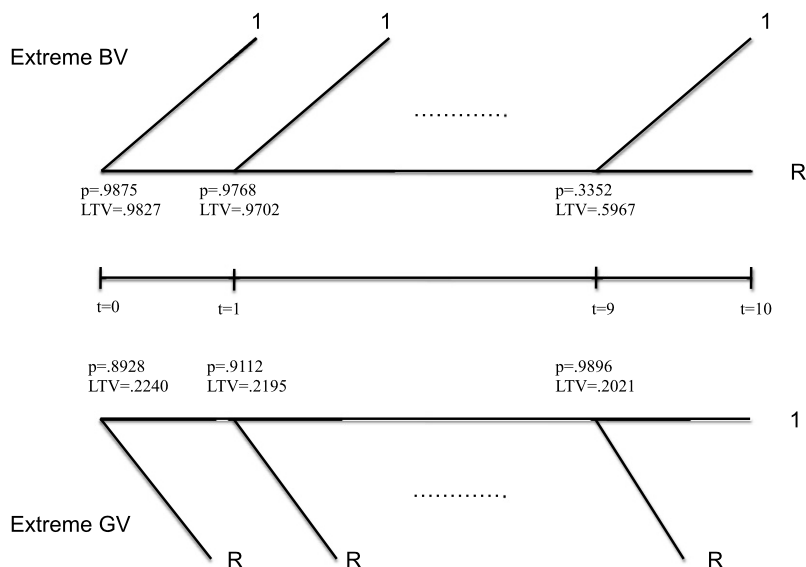 1 1 1
Extreme BV
R
p=.9875 p=.9768 p=.3352
LTV=.9827 LTV=.9702 LTV=.5967
t=0 t=1 t=9 t=10
p=.8928 p=.9112 p=.9896
LTV=.2240 LTV=.2195 LTV=.2021
1
Extreme GV
R R R